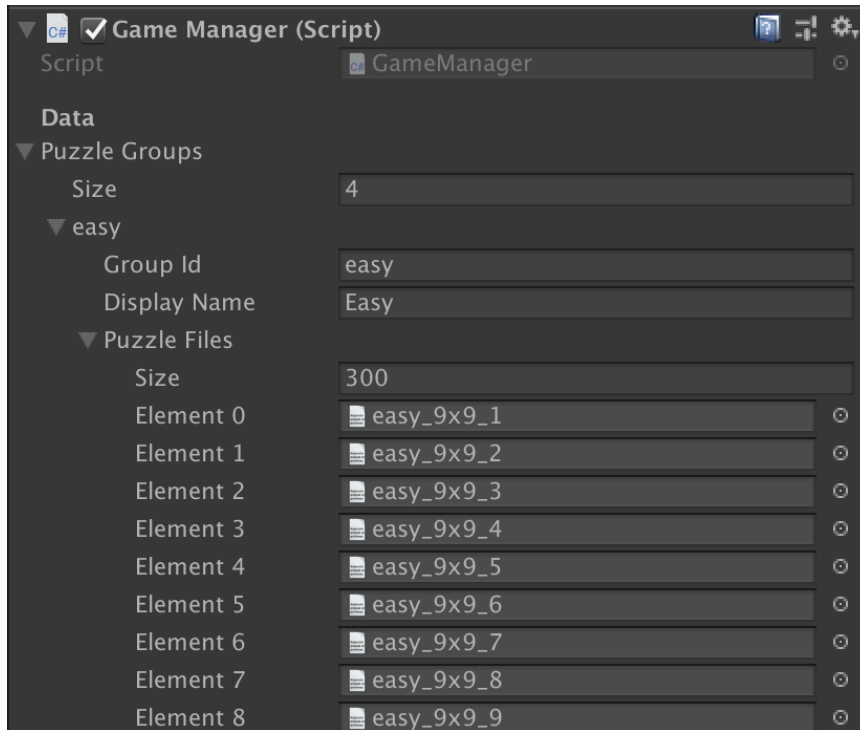 Game Manager (Script)
Script GameManager
Data
Puzzle Groups
Size 4
easy
Group Id easy
Display Name Easy
Puzzle Files
Size 300
Element 0 easy_9x9_1
Element 1 easy_9x9_2
Element 2 easy_9x9_3
Element 3 easy_9x9_4
Element 4 easy_9x9_5
Element 5 easy_9x9_6
Element 6 easy_9x9_7
Element 7 easy_9x9_8
Element 8 easy_9x9_9